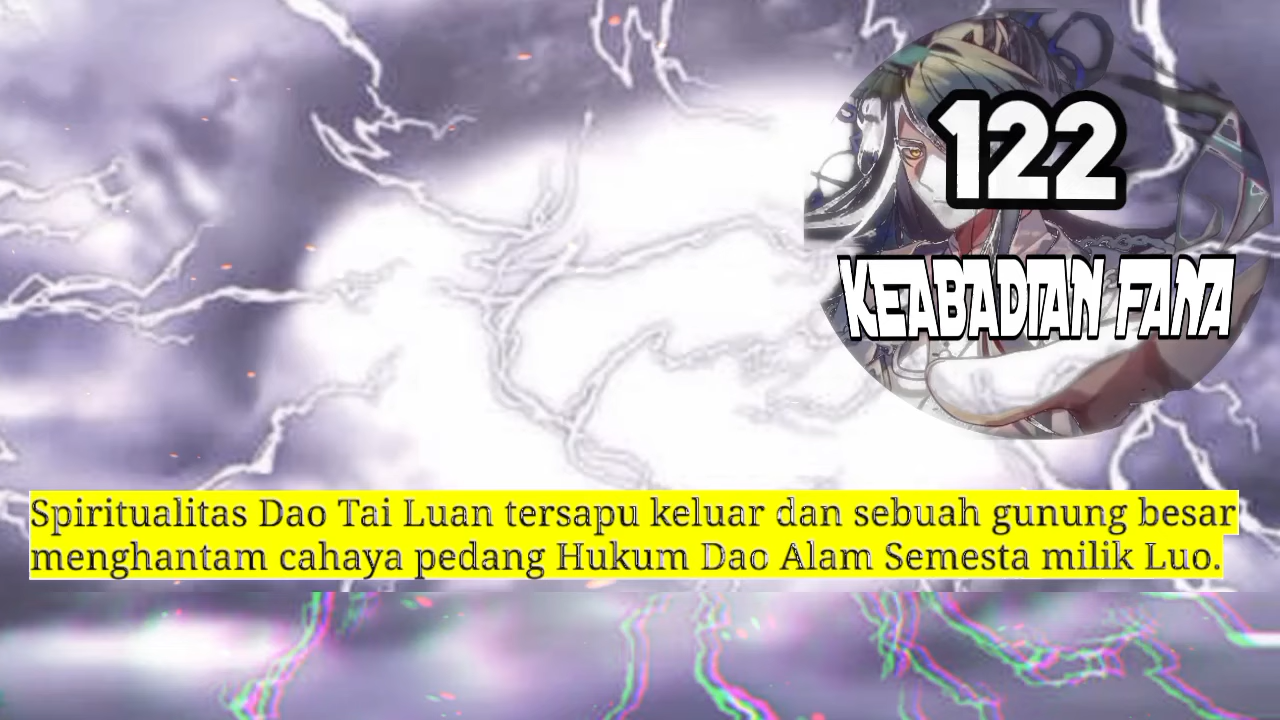 122
KEABADIAN FANA
Spiritualitas Dao Tai Luan tersapu keluar dan sebuah gunung besar
menghantam cahaya pedang Hukum Dao Alam Semesta milik Luo.